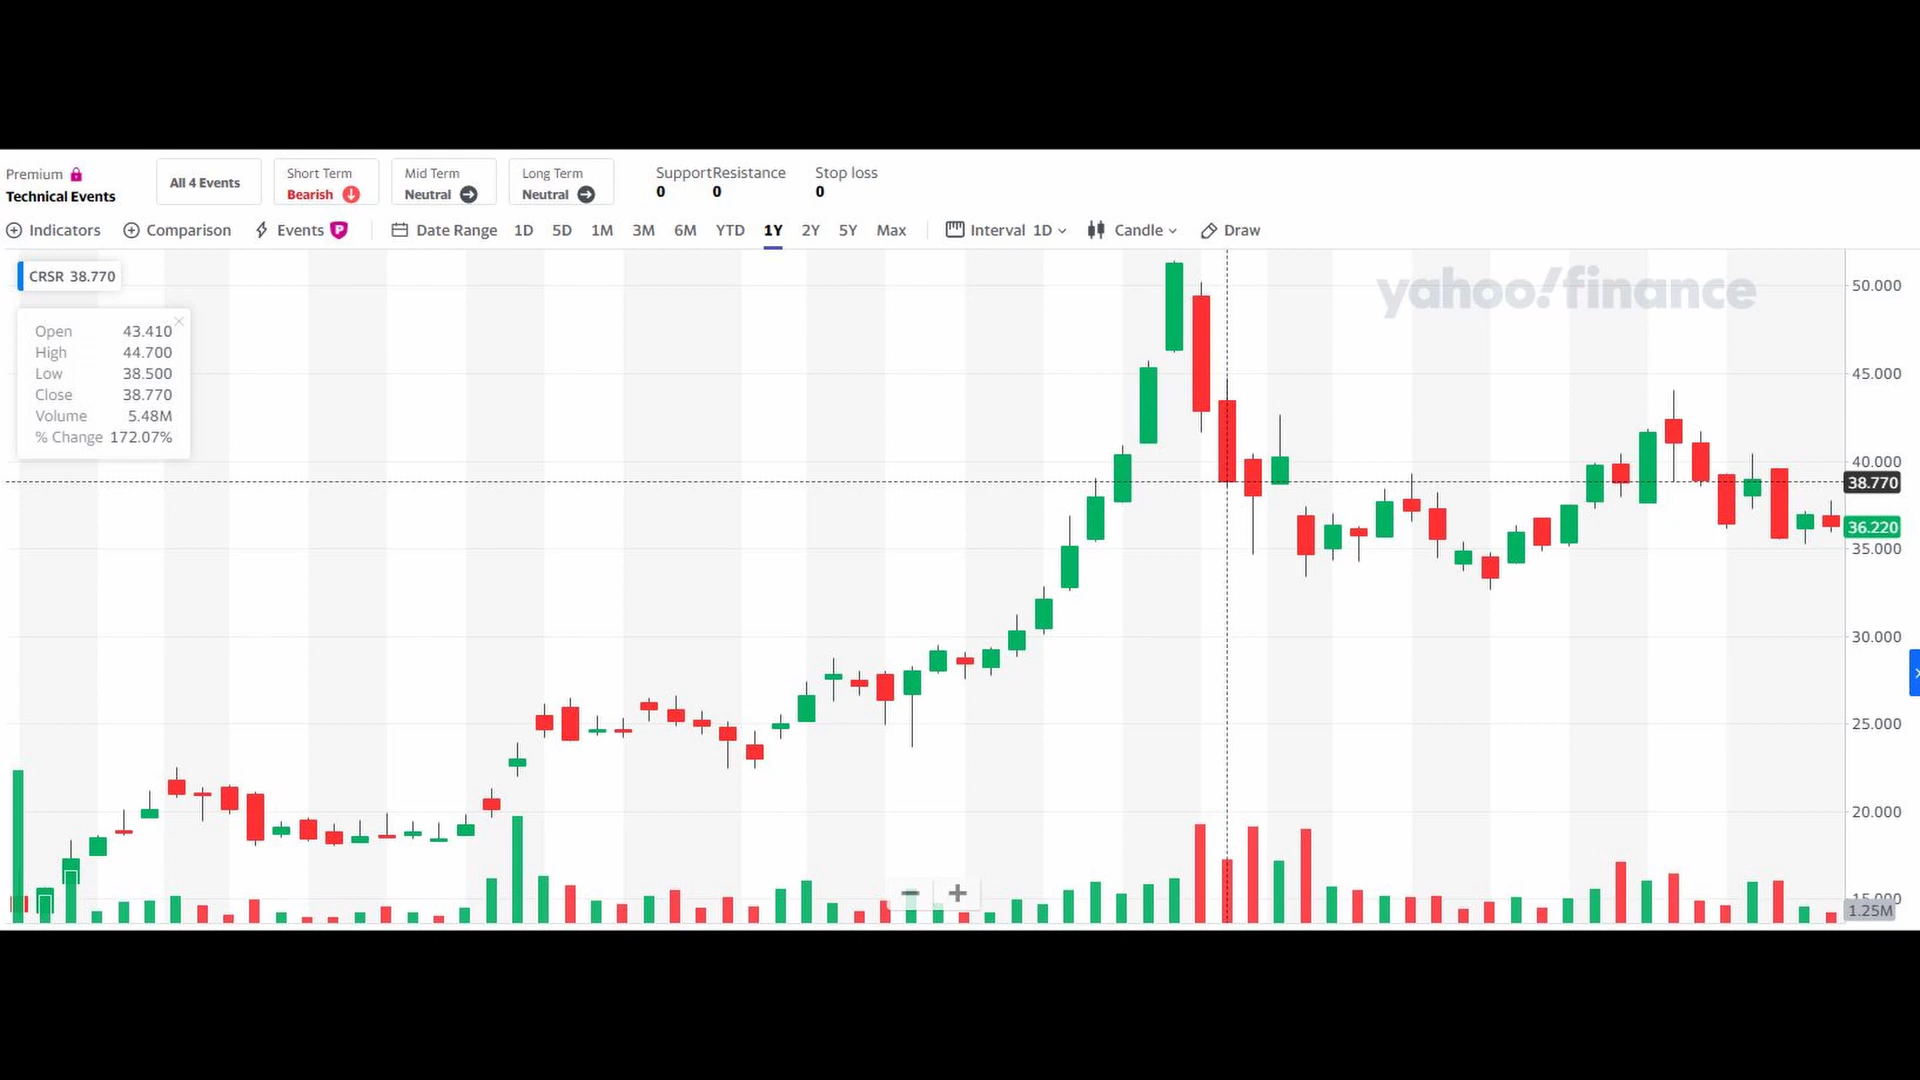 Premium
Technical Events
All 4 Events
Short Term
Bearish
Mid Term
Neutral
Long Term
Neutral
Support Resistance Stop loss
0 0 0
Indicators Comparison Events P Date Range 1D 5D 1M 3M 6M YTD 1Y 2Y 5Y Max Interval 1D Candle Draw
CRSR 38.770
yahoo!finance
Open 43.410
High 44.700
Low 38.500
Close 38.770
Volume 5.48M
% Change 172.07%
50.000
45.000
40.000
38.770
36.220
35.000
30.000
25.000
20.000
15.000
1.25M